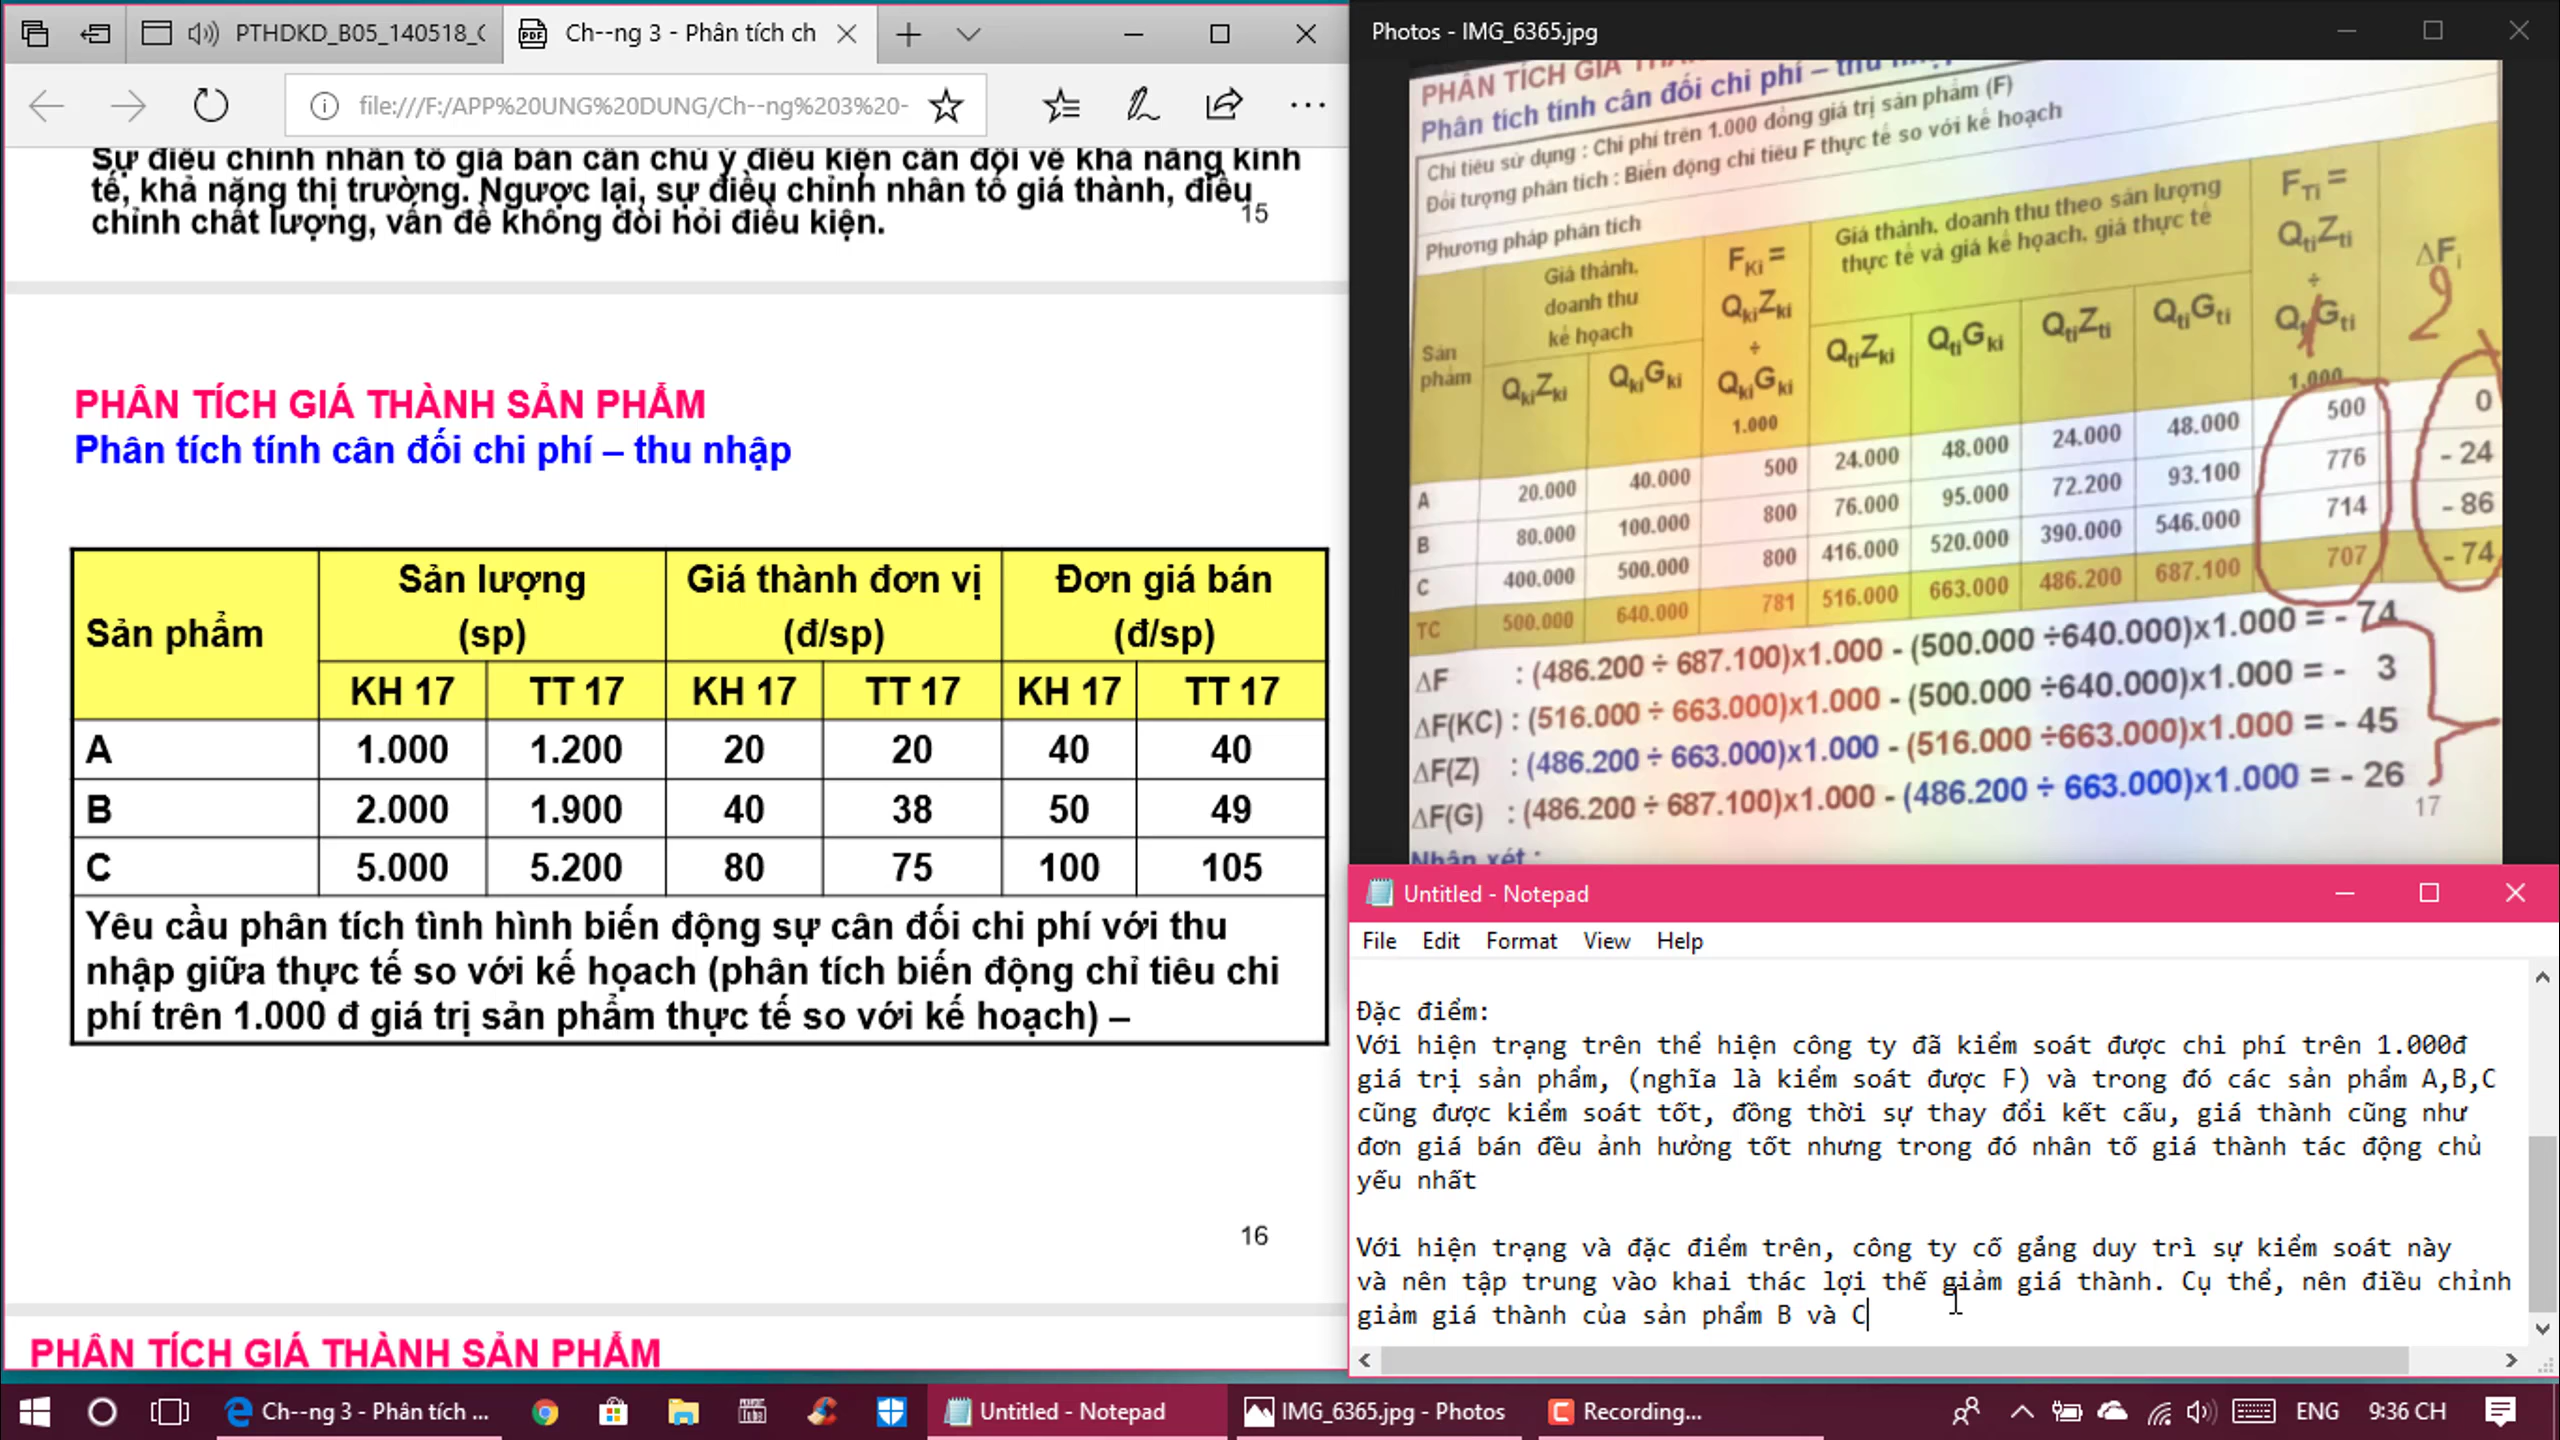 PTHDKD_B05_140518_C
Ch--ng 3 - Phân tích ch
file:///F:/APP%20UNG%20DUNG/Ch--ng%203%20-
Sự điều chỉnh nhân tố giá bán cần chú ý điều kiện cân đối về khả năng kinh
tế, khả năng thị trường. Ngược lại, sự điều chỉnh nhân tố giá thành, điều
chỉnh chất lượng, vấn đề không đòi hỏi điều kiện.
15
PHÂN TÍCH GIÁ THÀNH SẢN PHẨM
Phân tích tính cân đối chi phí – thu nhập
Sản phẩm
Sản lượng
(sp)
Giá thành đơn vị
(đ/sp)
Đơn giá bán
(đ/sp)
KH 17 TT 17 KH 17 TT 17 KH 17 TT 17
A 1.000 1.200 20 20 40 40
B 2.000 1.900 40 38 50 49
C 5.000 5.200 80 75 100 105
Yêu cầu phân tích tình hình biến động sự cân đối chi phí với thu
nhập giữa thực tế so với kế hoạch (phân tích biến động chỉ tiêu chi
phí trên 1.000 đ giá trị sản phẩm thực tế so với kế hoạch) –
16
PHÂN TÍCH GIÁ THÀNH SẢN PHẨM
Photos - IMG_6365.jpg
PHÂN TÍCH GIÁ
Phân tích tính cân đối chi phí – thu
Chỉ tiêu sử dụng : Chi phí trên 1.000 đồng giá trị sản phẩm (F)
Đối tượng phân tích : Biến động chỉ tiêu F thực tế so với kế hoạch
Phương pháp phân tích
Sản
phẩm
Giá thành,
doanh thu
kế hoạch
QkiZki QkiGki
FKi =
QkiZki
÷
QkiGki
1.000
Giá thành, doanh thu theo sản lượng
thực tế và giá kế họach, giá thực tế
QtiZki QtiGki QtiZti QtiGti
FTi =
QtiZti
÷
QtiGti
1.000
ΔFi
A 20.000 40.000 500 24.000 48.000 24.000 48.000 500 0
B 80.000 100.000 800 76.000 95.000 72.200 93.100 776 - 24
C 400.000 500.000 800 416.000 520.000 390.000 546.000 714 - 86
TC 500.000 640.000 781 516.000 663.000 486.200 687.100 707 - 74
ΔF : (486.200 ÷ 687.100)x1.000 - (500.000 ÷640.000)x1.000 = - 74
ΔF(KC) : (516.000 ÷ 663.000)x1.000 - (500.000 ÷640.000)x1.000 = - 3
ΔF(Z) : (486.200 ÷ 663.000)x1.000 - (516.000 ÷663.000)x1.000 = - 45
ΔF(G) : (486.200 ÷ 687.100)x1.000 - (486.200 ÷ 663.000)x1.000 = - 26
17
Nhận xét :
Untitled - Notepad
File Edit Format View Help
Đặc điểm:
Với hiện trạng trên thể hiện công ty đã kiểm soát được chi phí trên 1.000đ
giá trị sản phẩm, (nghĩa là kiểm soát được F) và trong đó các sản phẩm A,B,C
cũng được kiểm soát tốt, đồng thời sự thay đổi kết cấu, giá thành cũng như
đơn giá bán đều ảnh hưởng tốt nhưng trong đó nhân tố giá thành tác động chủ
yếu nhất
Với hiện trạng và đặc điểm trên, công ty cố gắng duy trì sự kiểm soát này
và nên tập trung vào khai thác lợi thế giảm giá thành. Cụ thể, nên điều chỉnh
giảm giá thành của sản phẩm B và C
Ch--ng 3 - Phân tích ...
Untitled - Notepad
IMG_6365.jpg - Photos
Recording...
ENG
9:36 CH